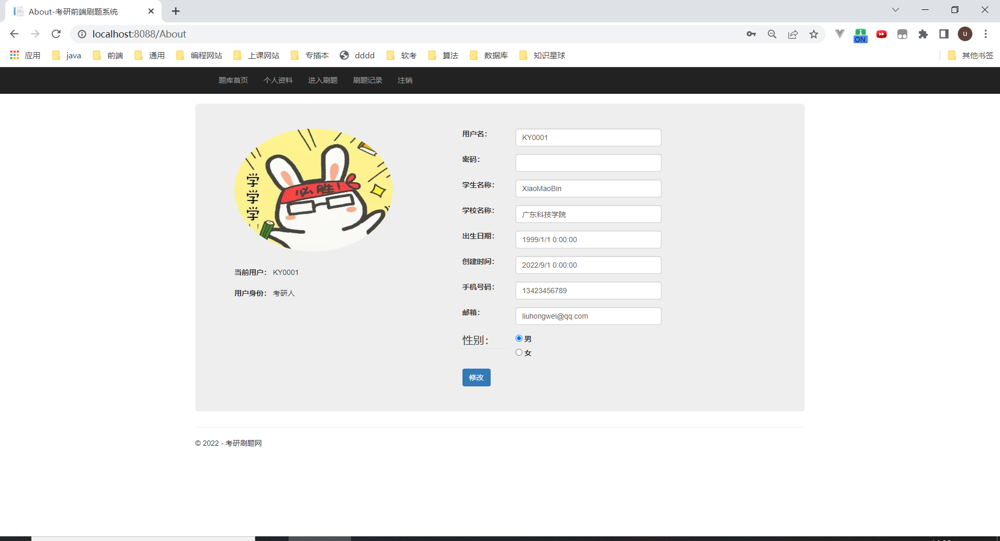 About-考研前端刷题系统
localhost:8088/About
ON
u
应用 java 前端 通用 编程网站 上课网站 专插本 dddd 软考 算法 数据库 知识星球 其他书签
题库首页 个人资料 进入刷题 刷题记录 注销
学
学
学
!!
必胜!
当前用户： KY0001
用户身份： 考研人
用户名： KY0001
密码：
学生名称： XiaoMaoBin
学校名称： 广东科技学院
出生日期： 1999/1/1 0:00:00
创建时间： 2022/9/1 0:00:00
手机号码： 13423456789
邮箱： liuhongwei@qq.com
性别： 男
女
修改
© 2022 - 考研刷题网